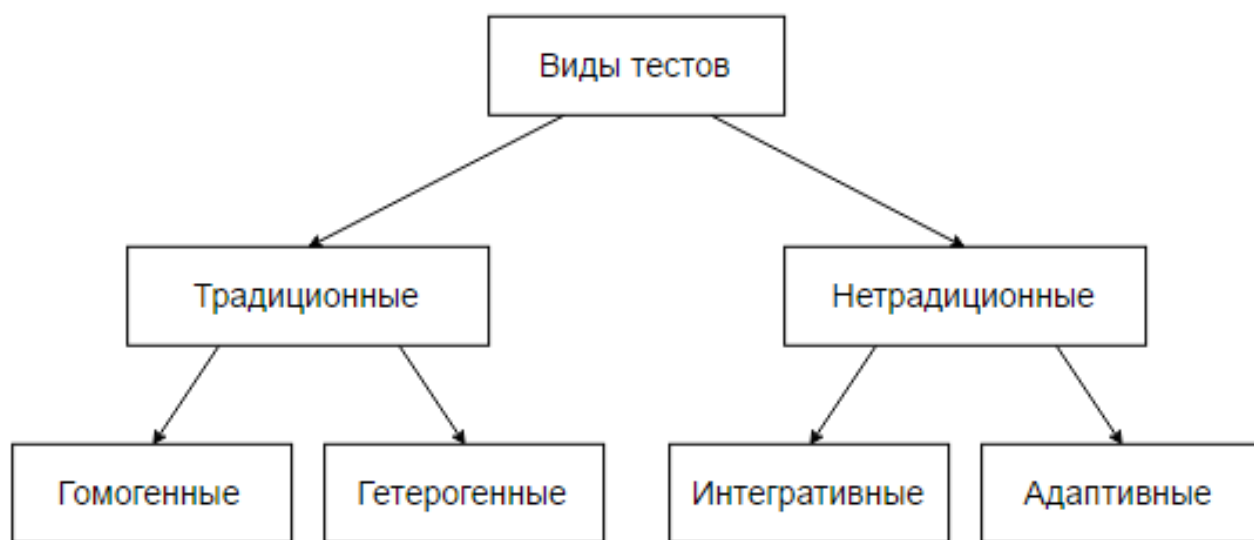 Виды тестов
Традиционные
Нетрадиционные
Гомогенные
Гетерогенные
Интегративные
Адаптивные